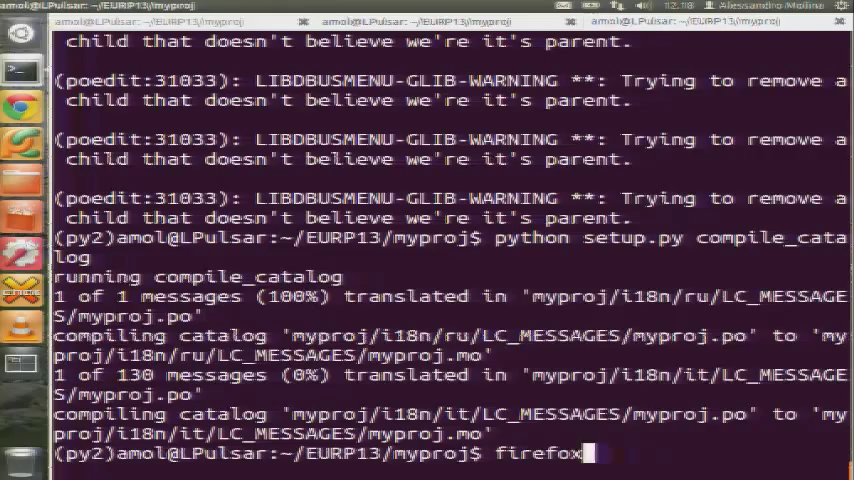 amol@LPulsar: ~/EURP13/myproj
12:18 Alessandro Molina
amol@LPulsar: ~/EURP13/myproj amol@LPulsar: ~/EURP13/myproj amol@LPulsar: ~/EURP13/myproj
child that doesn't believe we're it's parent.
(poedit:31033): LIBDBUSMENU-GLIB-WARNING **: Trying to remove a
child that doesn't believe we're it's parent.
(poedit:31033): LIBDBUSMENU-GLIB-WARNING **: Trying to remove a
child that doesn't believe we're it's parent.
(poedit:31033): LIBDBUSMENU-GLIB-WARNING **: Trying to remove a
child that doesn't believe we're it's parent.
(py2)amol@LPulsar:~/EURP13/myproj$ python setup.py compile_cata
log
running compile_catalog
1 of 1 messages (100%) translated in 'myproj/i18n/ru/LC_MESSAGE
S/myproj.po'
compiling catalog 'myproj/i18n/ru/LC_MESSAGES/myproj.po' to 'my
proj/i18n/ru/LC_MESSAGES/myproj.mo'
1 of 130 messages (0%) translated in 'myproj/i18n/it/LC_MESSAGE
S/myproj.po'
compiling catalog 'myproj/i18n/it/LC_MESSAGES/myproj.po' to 'my
proj/i18n/it/LC_MESSAGES/myproj.mo'
(py2)amol@LPulsar:~/EURP13/myproj$ firefox